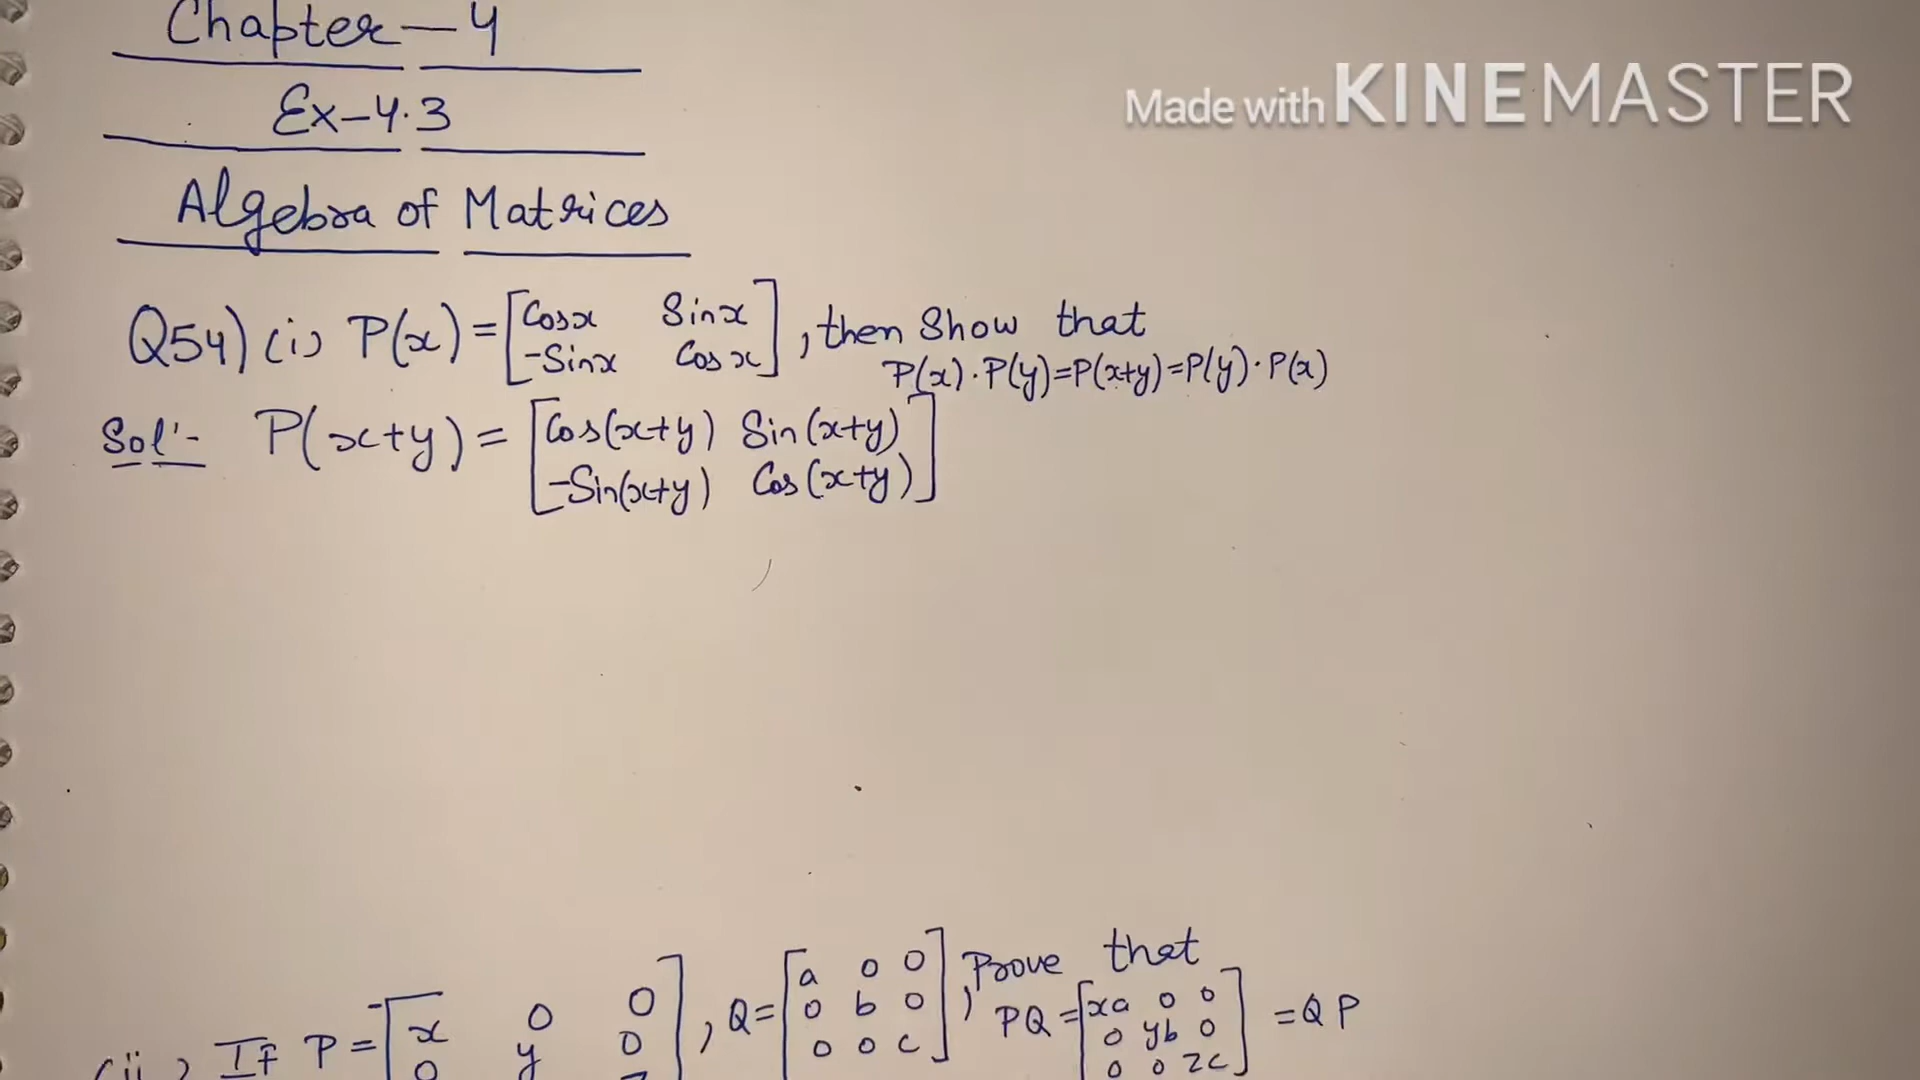 Chapter-4
Made with KINEMASTER
Ex-4.3
Algebra of Matrices
Q54) (i) P(x) = [Cosx Sinx
-Sinx Cosx], then Show that
P(x)·P(y)=P(x+y)=P(y)·P(x)
Sol'- P(x+y) = [Cos(x+y) Sin(x+y)
-Sin(x+y) Cos(x+y)]
(ii) If P = [x 0 0
0 y 0
, Q = [a 0 0
0 b 0
0 0 c], Prove that
PQ = [xa 0 0
0 yb 0
0 0 zc] = QP